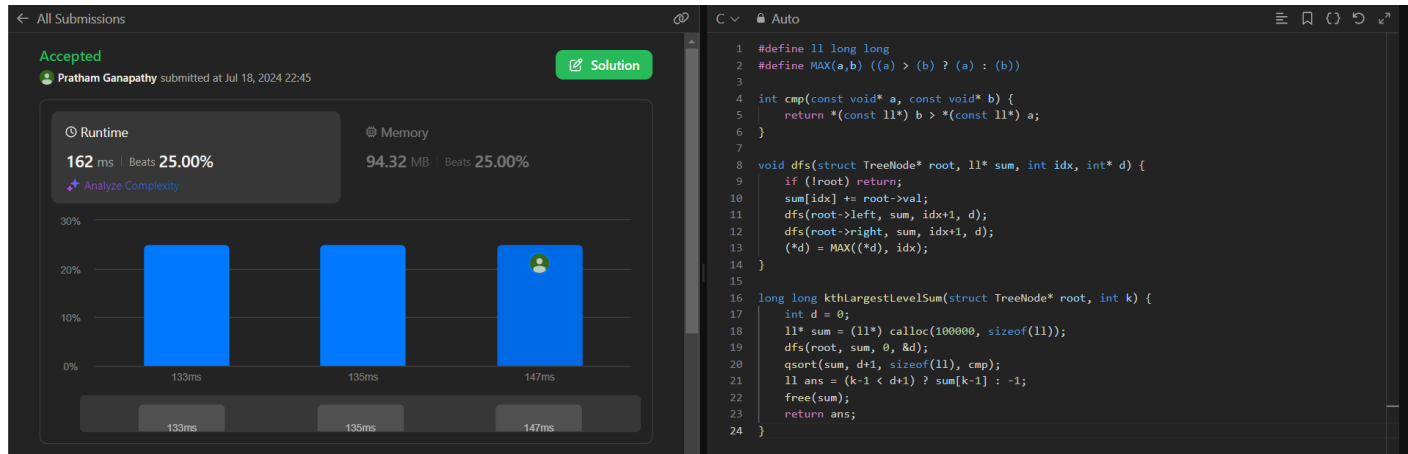 All Submissions
Accepted
Pratham Ganapathy submitted at Jul 18, 2024 22:45
Solution
Runtime
162 ms | Beats 25.00%
Analyze Complexity
Memory
94.32 MB | Beats 25.00%
30%
20%
10%
0%
133ms 135ms 147ms
133ms 135ms 147ms
C Auto
1 #define ll long long
2 #define MAX(a,b) ((a) > (b) ? (a) : (b))
3
4 int cmp(const void* a, const void* b) {
5     return *(const ll*) b > *(const ll*) a;
6 }
7
8 void dfs(struct TreeNode* root, ll* sum, int idx, int* d) {
9     if (!root) return;
10     sum[idx] += root->val;
11     dfs(root->left, sum, idx+1, d);
12     dfs(root->right, sum, idx+1, d);
13     (*d) = MAX((*d), idx);
14 }
15
16 long long kthLargestLevelSum(struct TreeNode* root, int k) {
17     int d = 0;
18     ll* sum = (ll*) calloc(100000, sizeof(ll));
19     dfs(root, sum, 0, &d);
20     qsort(sum, d+1, sizeof(ll), cmp);
21     ll ans = (k-1 < d+1) ? sum[k-1] : -1;
22     free(sum);
23     return ans;
24 }